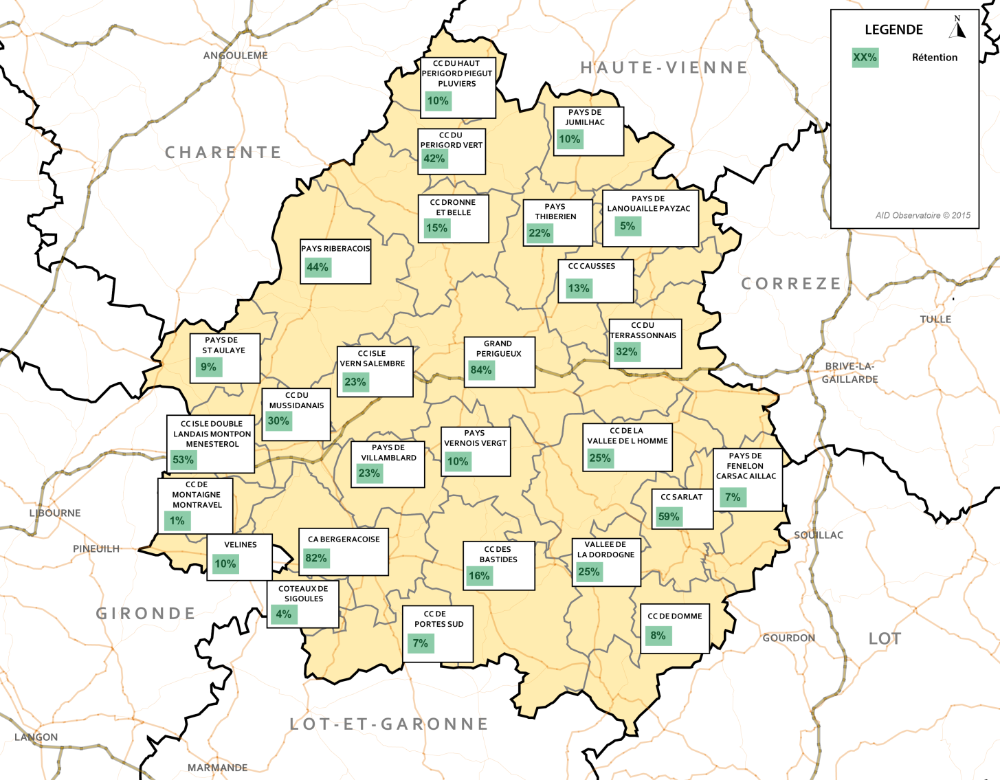 LEGENDE
N
XX%
Rétention
AID Observatoire © 2015
ANGOULEME
HAUTE-VIENNE
CHARENTE
CC DU HAUT
PERIGORD PIEGUT
PLUVIERS
10%
PAYS DE
JUMILHAC
10%
CC DU
PERIGORD VERT
42%
CC DRONNE
ET BELLE
15%
PAYS
THIBERIEN
22%
PAYS DE
LANOUAILLE PAYZAC
5%
PAYS RIBERACOIS
44%
CC CAUSSES
13%
CORREZE
TULLE
CC DU
TERRASSONNAIS
32%
PAYS DE
ST AULAYE
9%
CC ISLE
VERN SALEMBRE
23%
GRAND
PERIGUEUX
84%
BRIVE-LA-
GAILLARDE
CC DU
MUSSIDANAIS
30%
CC ISLE DOUBLE
LANDAIS MONTPON
MENESTEROL
53%
PAYS DE
VILLAMBLARD
23%
PAYS
VERNOIS VERGT
10%
CC DE LA
VALLEE DE L HOMME
25%
PAYS DE
FENELON
CARSAC AILLAC
7%
CC DE
MONTAIGNE
MONTRAVEL
1%
CC SARLAT
59%
LIBOURNE
SOUILLAC
PINEUILH
VELINES
10%
CA BERGERACOISE
82%
CC DES
BASTIDES
16%
VALLEE DE
LA DORDOGNE
25%
COTEAUX DE
SIGOULES
4%
GIRONDE
CC DE
PORTES SUD
7%
CC DE DOMME
8%
GOURDON
LOT
LOT-ET-GARONNE
LANGON
MARMANDE